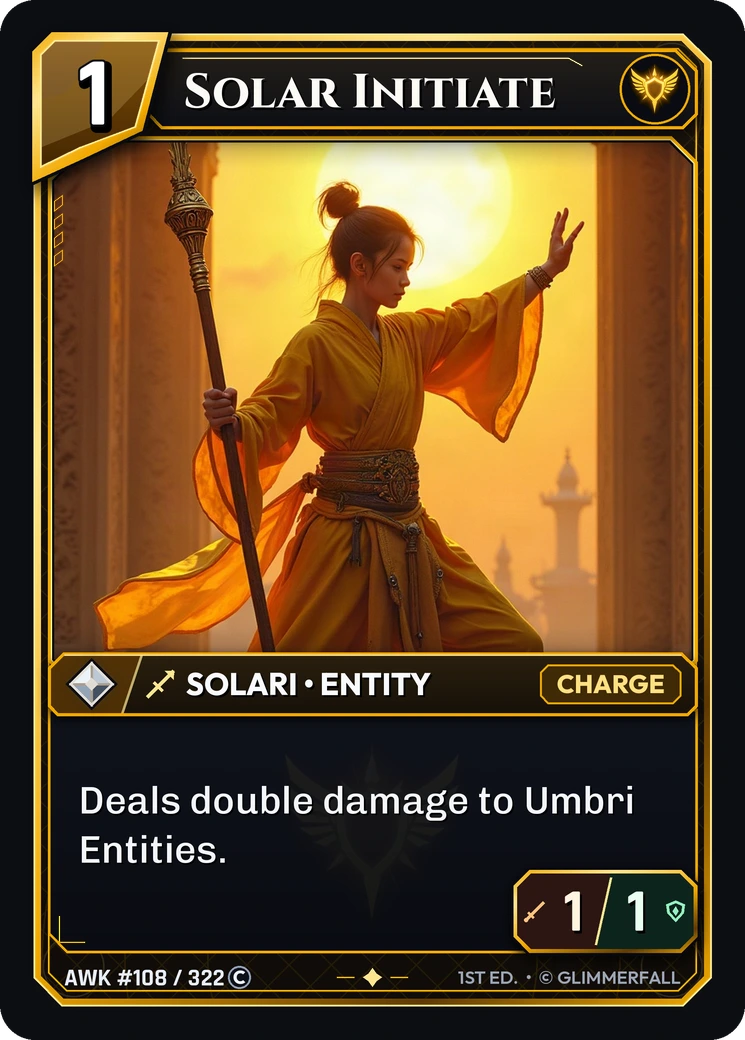 1
SOLAR INITIATE
SOLARI • ENTITY
CHARGE
Deals double damage to Umbri
Entities.
1 / 1
AWK #108 / 322 Ⓒ
1ST ED. • © GLIMMERFALL